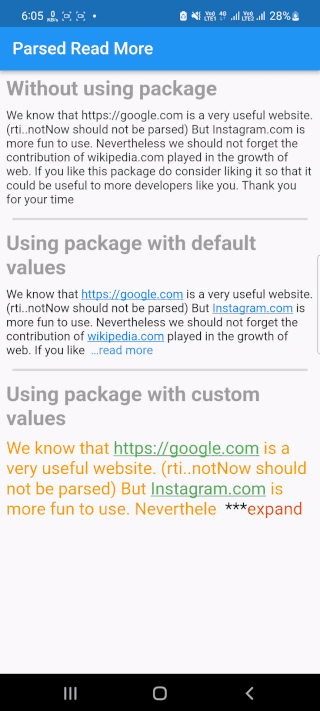 6:05 0 KB/s • Vo) LTE1 4G Vo) LTE2 28%
Parsed Read More
Without using package
We know that https://google.com is a very useful website.
(rti..notNow should not be parsed) But Instagram.com is
more fun to use. Nevertheless we should not forget the
contribution of wikipedia.com played in the growth of
web. If you like this package do consider liking it so that it
could be useful to more developers like you. Thank you
for your time
Using package with default
values
We know that https://google.com is a very useful website.
(rti..notNow should not be parsed) But Instagram.com is
more fun to use. Nevertheless we should not forget the
contribution of wikipedia.com played in the growth of
web. If you like ...read more
Using package with custom
values
We know that https://google.com is a
very useful website. (rti..notNow should
not be parsed) But Instagram.com is
more fun to use. Neverthele ***expand